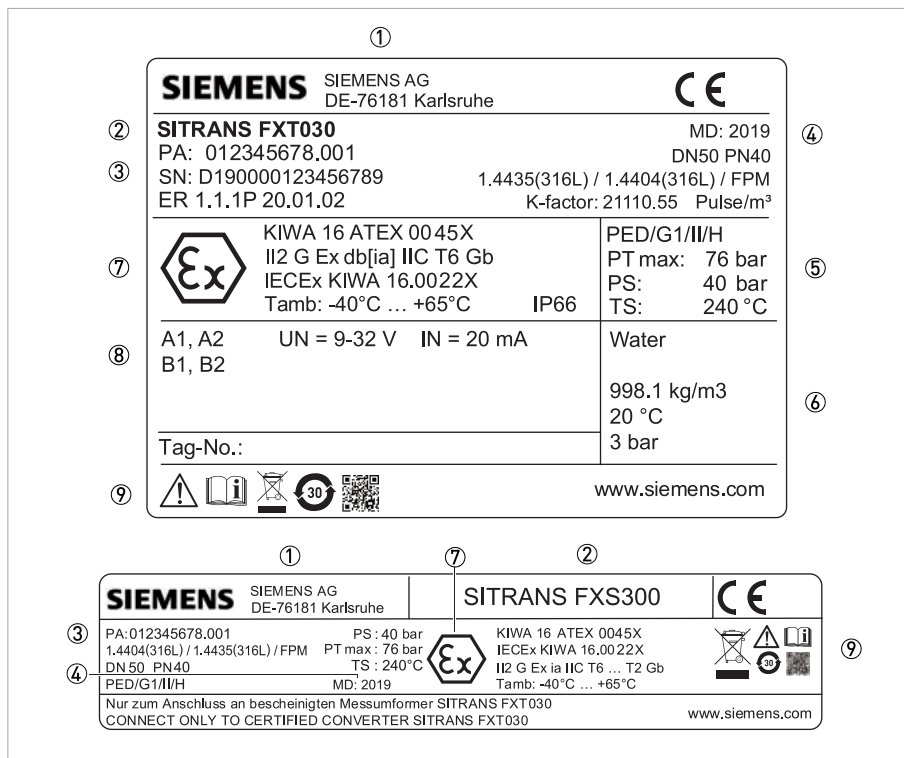 ①
SIEMENS SIEMENS AG
DE-76181 Karlsruhe
CE
② SITRANS FXT030 MD: 2019 ④
PA: 012345678.001 DN50 PN40
③ SN: D190000123456789 1.4435(316L) / 1.4404(316L) / FPM
ER 1.1.1P 20.01.02 K-factor: 21110.55 Pulse/m³
⑦ Ex
KIWA 16 ATEX 0045X
II2 G Ex db[ia] IIC T6 Gb
IECEx KIWA 16.0022X
Tamb: -40°C ... +65°C IP66
PED/G1/II/H
PT max: 76 bar ⑤
PS: 40 bar
TS: 240 °C
⑧ A1, A2 UN = 9-32 V IN = 20 mA
B1, B2
Water
998.1 kg/m3
20 °C ⑥
3 bar
Tag-No.:
⑨ i 30 www.siemens.com
① ⑦ ②
SIEMENS SIEMENS AG
DE-76181 Karlsruhe
SITRANS FXS300 CE
③ PA:012345678.001 PS : 40 bar
1.4404(316L) / 1.4435(316L) / FPM PT max : 76 bar
DN 50 PN40 TS : 240°C
④ PED/G1/II/H MD: 2019
Ex
KIWA 16 ATEX 0045X
IECEx KIWA 16.0022X
II2 G Ex ia IIC T6 ... T2 Gb
Tamb: -40°C ... +65°C
i 30 ⑨
Nur zum Anschluss an bescheinigten Messumformer SITRANS FXT030
CONNECT ONLY TO CERTIFIED CONVERTER SITRANS FXT030
www.siemens.com